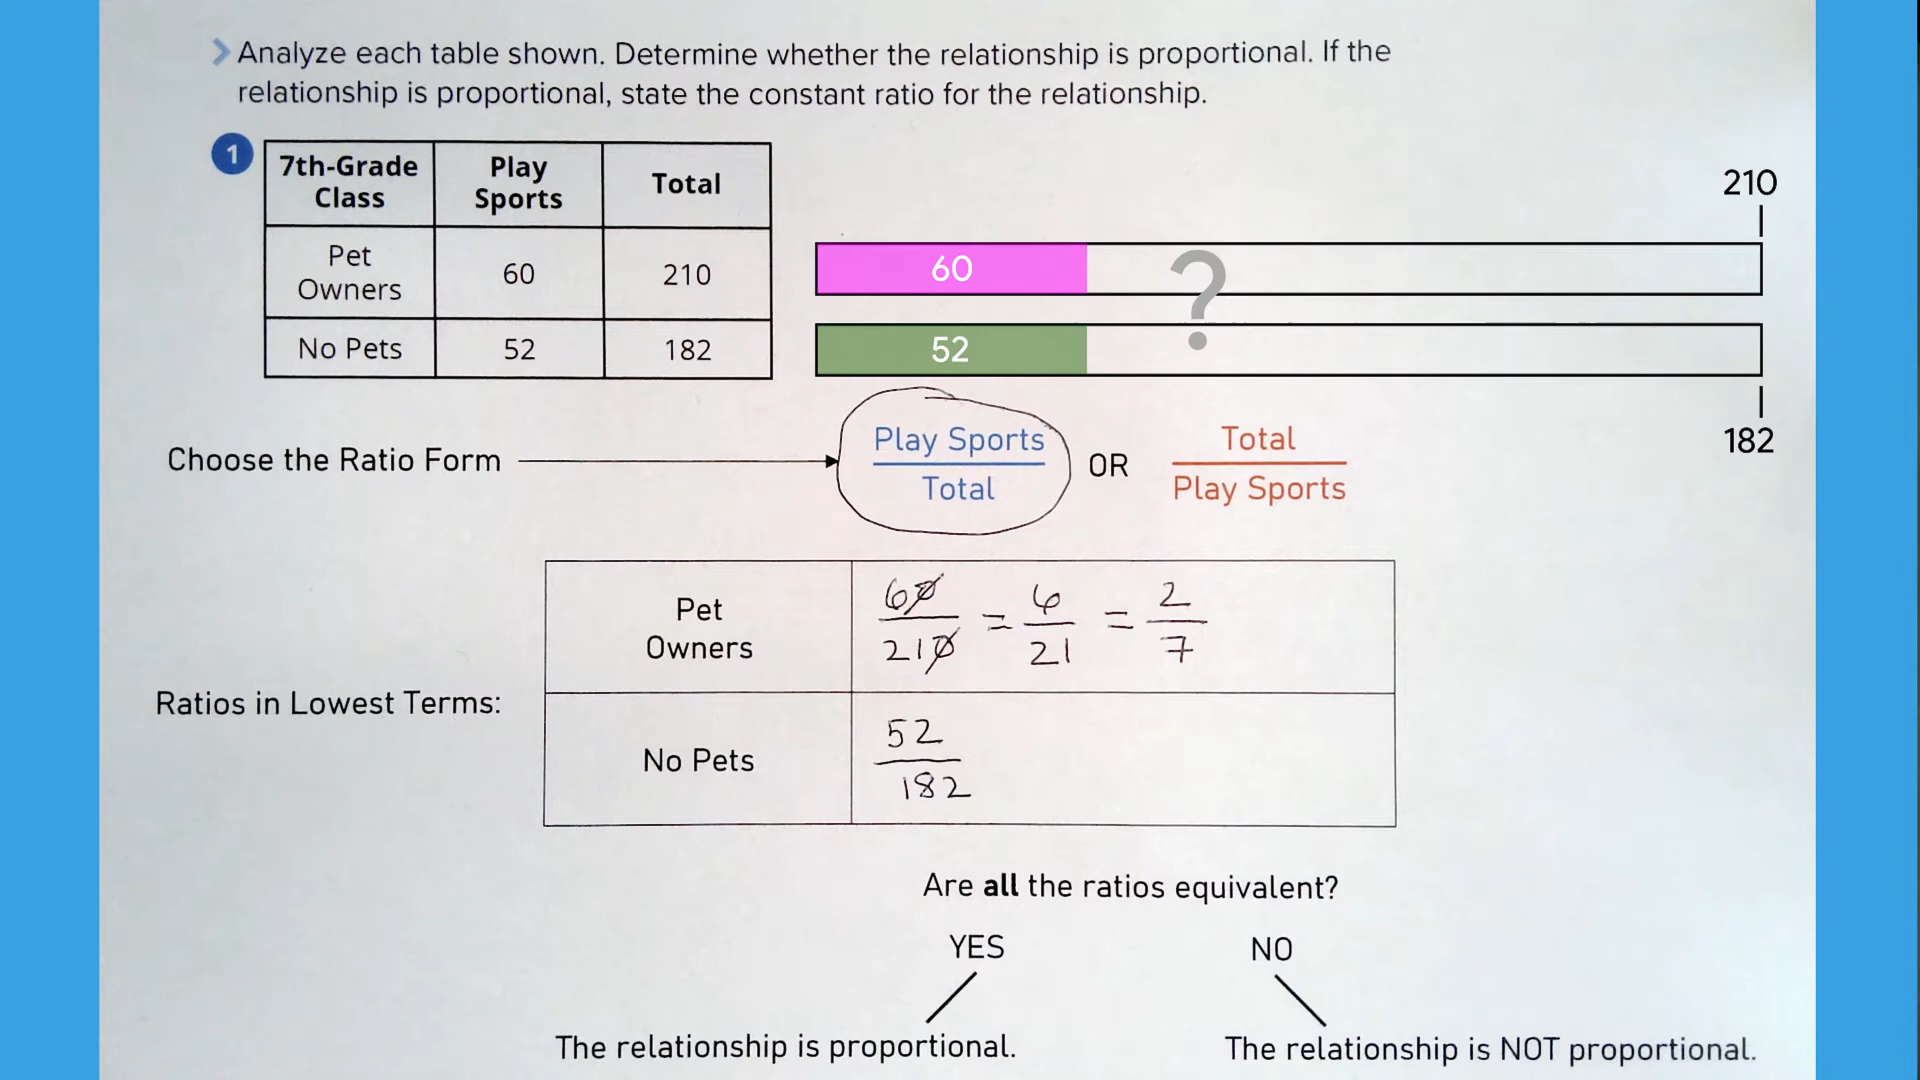 Analyze each table shown. Determine whether the relationship is proportional. If the
relationship is proportional, state the constant ratio for the relationship.
1
7th-Grade Class Play Sports Total
Pet Owners 60 210
No Pets 52 182
210
60
?
52
182
Choose the Ratio Form
Play Sports
Total
OR
Total
Play Sports
Ratios in Lowest Terms:
Pet
Owners
60/210 = 6/21 = 2/7
No Pets
52/182
Are all the ratios equivalent?
YES NO
The relationship is proportional. The relationship is NOT proportional.